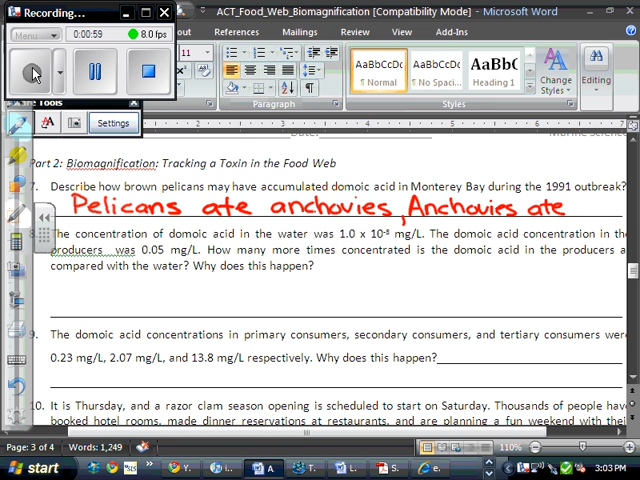 Recording...
ACT_Food_Web_Biomagnification [Compatibility Mode] - Microsoft Word
Menu
0:00:59
8.0 fps
References
Mailings
Review
View
Add-Ins
11
AaBbCcDc
AaBbCcDc
AaBbCc
¶ Normal
¶ No Spaci...
Heading 1
Change Styles
Editing
Paragraph
Styles
Tools
Settings
Part 2: Biomagnification: Tracking a Toxin in the Food Web
7. Describe how brown pelicans may have accumulated domoic acid in Monterey Bay during the 1991 outbreak?
Pelicans ate anchovies, Anchovies ate
8. The concentration of domoic acid in the water was 1.0 x 10⁻⁸ mg/L. The domoic acid concentration in the
producers was 0.05 mg/L. How many more times concentrated is the domoic acid in the producers a
compared with the water? Why does this happen?
9. The domoic acid concentrations in primary consumers, secondary consumers, and tertiary consumers were
0.23 mg/L, 2.07 mg/L, and 13.8 mg/L respectively. Why does this happen?
10. It is Thursday, and a razor clam season opening is scheduled to start on Saturday. Thousands of people have
booked hotel rooms, made dinner reservations at restaurants, and are planning a fun weekend with their
Page: 3 of 4
Words: 1,249
110%
start
Y...
i...
A...
T...
L...
S...
e...
3:03 PM